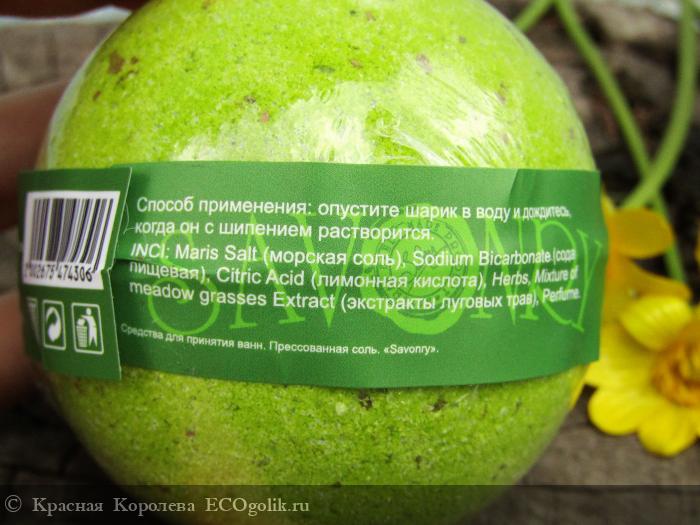 Способ применения: опустите шарик в воду и дождитесь,
когда он с шипением растворится.
INCI: Maris Salt (морская соль), Sodium Bicarbonate (сода
пищевая), Citric Acid (лимонная кислота), Herbs, Mixture of
meadow grasses Extract (экстракты луговых трав), Perfume.
SAVONRY
Средства для принятия ванн. Прессованная соль. «Savonry».
002675 474306
© Красная Королева ECOgolik.ru